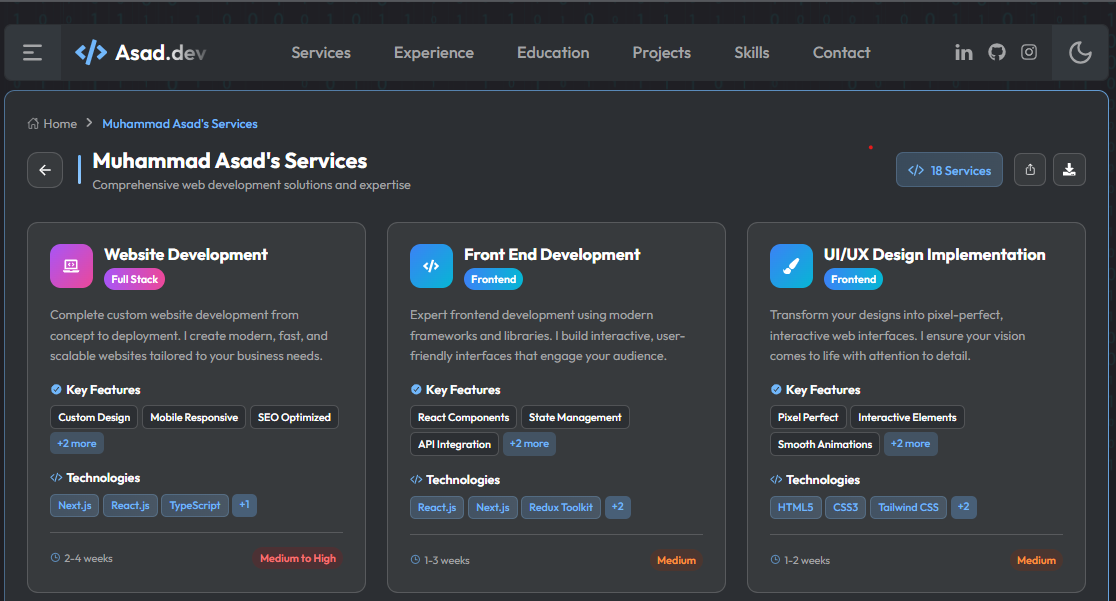 </> Asad.dev
Services Experience Education Projects Skills Contact
Home > Muhammad Asad's Services
Muhammad Asad's Services
Comprehensive web development solutions and expertise
</> 18 Services
Website Development
Full Stack
Complete custom website development from
concept to deployment. I create modern, fast, and
scalable websites tailored to your business needs.
Key Features
Custom Design Mobile Responsive SEO Optimized
+2 more
</> Technologies
Next.js React.js TypeScript +1
2-4 weeks Medium to High
Front End Development
Frontend
Expert frontend development using modern
frameworks and libraries. I build interactive, user-
friendly interfaces that engage your audience.
Key Features
React Components State Management
API Integration +2 more
</> Technologies
React.js Next.js Redux Toolkit +2
1-3 weeks Medium
UI/UX Design Implementation
Frontend
Transform your designs into pixel-perfect,
interactive web interfaces. I ensure your vision
comes to life with attention to detail.
Key Features
Pixel Perfect Interactive Elements
Smooth Animations +2 more
</> Technologies
HTML5 CSS3 Tailwind CSS +2
1-2 weeks Medium